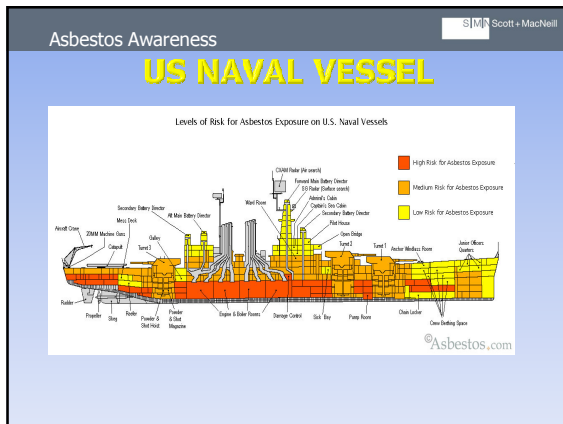 SMN Scott+MacNeill
Asbestos Awareness
US NAVAL VESSEL
Levels of Risk for Asbestos Exposure on U.S. Naval Vessels
High Risk for Asbestos Exposure
Medium Risk for Asbestos Exposure
Low Risk for Asbestos Exposure
CXAM Radar (Air search)
Forward Main Battery Director
SG Radar (Surface search)
Admiral's Cabin
Captain's Sea Cabin
Secondary Battery Director
Pilot House
Open Bridge
Ward Room
Turret 2
Turret 1
Anchor Windlass Room
Junior Officers
Quarters
Secondary Battery Director
Aft Main Battery Director
Mess Deck
20MM Machine Guns
Aircraft Crane
Catapult
Galley
Turret 3
Rudder
Propeller
Skeg
Reefer
Powder
& Shot Hoist
Powder
& Shot
Magazine
Engine & Boiler Rooms
Damage Control
Sick Bay
Pump Room
Chain Locker
Crew Berthing Space
©Asbestos.com